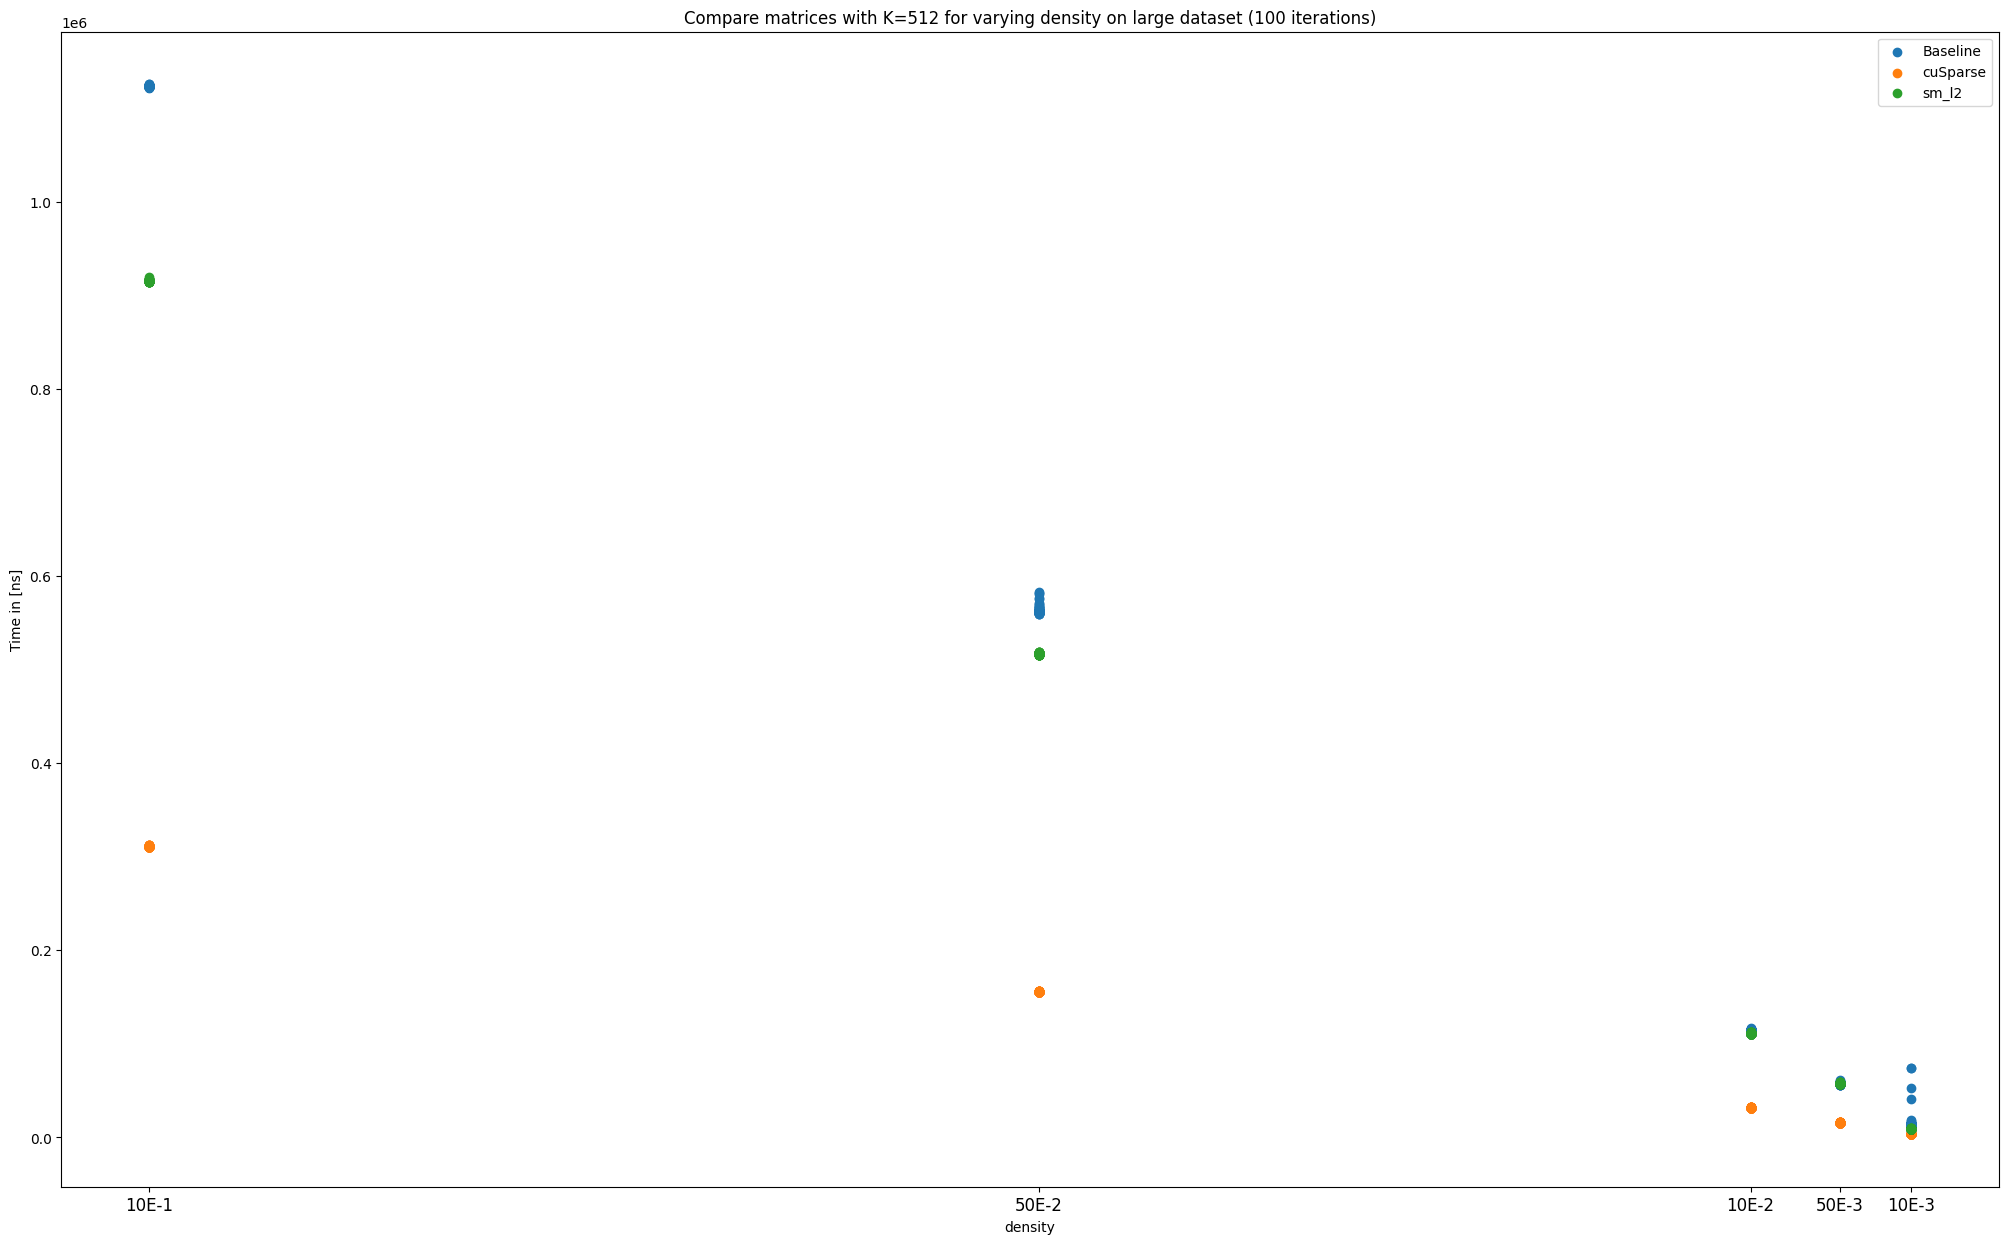 Compare matrices with K=512 for varying density on large dataset (100 iterations)
1e6
Baseline
cuSparse
sm_l2
1.0
0.8
0.6
0.4
0.2
0.0
Time in [ns]
10E-1
50E-2
10E-2
50E-3
10E-3
density